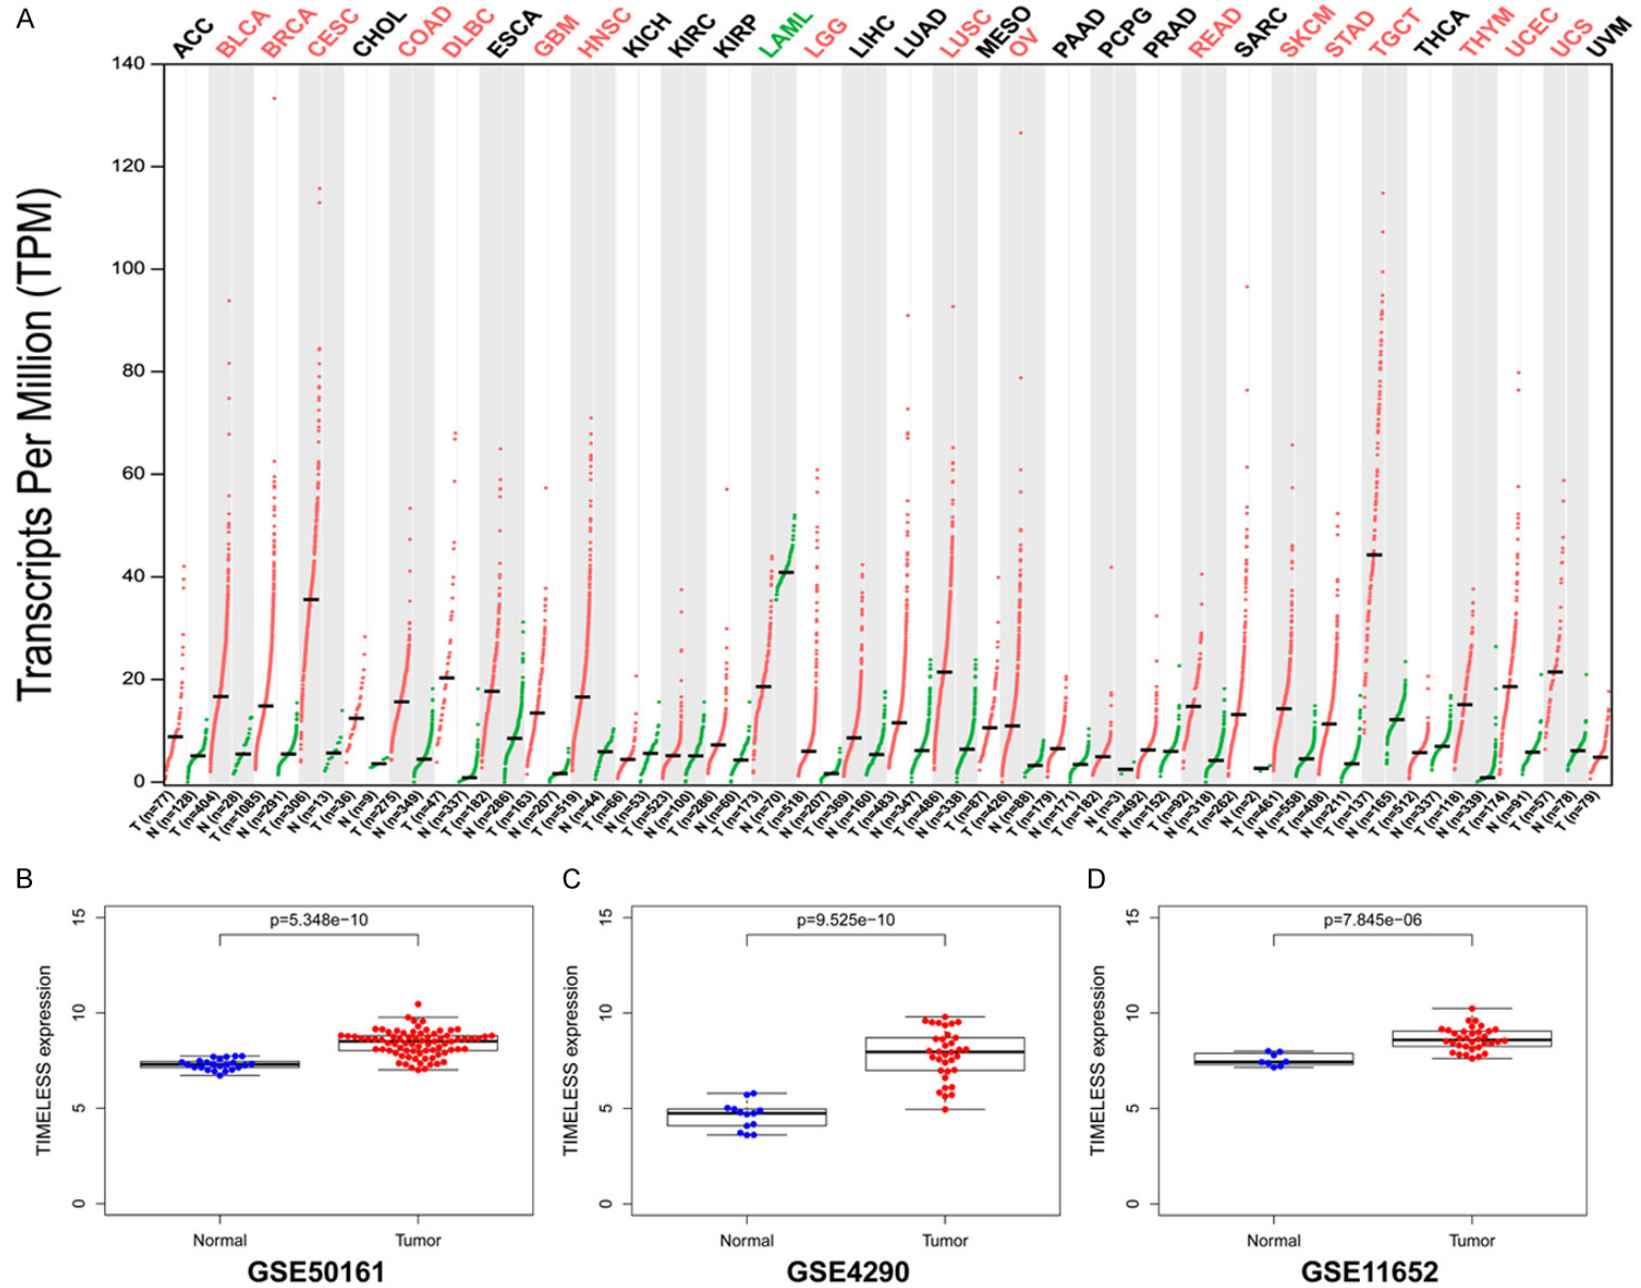 A
ACC BLCA BRCA CESC CHOL COAD DLBC ESCA GBM HNSC KICH KIRC KIRP LAML LGG LIHC LUAD LUSC MESO OV PAAD PCPG PRAD READ SARC SKCM STAD TGCT THCA THYM UCEC UCS UVM
Transcripts Per Million (TPM)
140
120
100
80
60
40
20
0
T (n=77) N (n=128) T (n=404) N (n=28) T (n=1085) N (n=291) T (n=306) N (n=13) T (n=36) N (n=9) T (n=275) N (n=349) T (n=47) N (n=337) T (n=182) N (n=286) T (n=163) N (n=207) T (n=519) N (n=44) T (n=66) N (n=53) T (n=523) N (n=100) T (n=286) N (n=60) T (n=173) N (n=70) T (n=518) N (n=207) T (n=369) N (n=160) T (n=483) N (n=347) T (n=486) N (n=338) T (n=87) T (n=426) N (n=88) T (n=179) N (n=171) T (n=182) N (n=3) T (n=492) N (n=152) T (n=92) N (n=318) T (n=262) N (n=2) T (n=461) N (n=558) T (n=408) N (n=211) T (n=137) N (n=165) T (n=512) N (n=337) T (n=118) N (n=339) T (n=174) N (n=91) T (n=57) N (n=78) T (n=79)
B
TIMELESS expression
15
10
5
0
p=5.348e−10
Normal Tumor
GSE50161
C
TIMELESS expression
15
10
5
0
p=9.525e−10
Normal Tumor
GSE4290
D
TIMELESS expression
15
10
5
0
p=7.845e−06
Normal Tumor
GSE11652